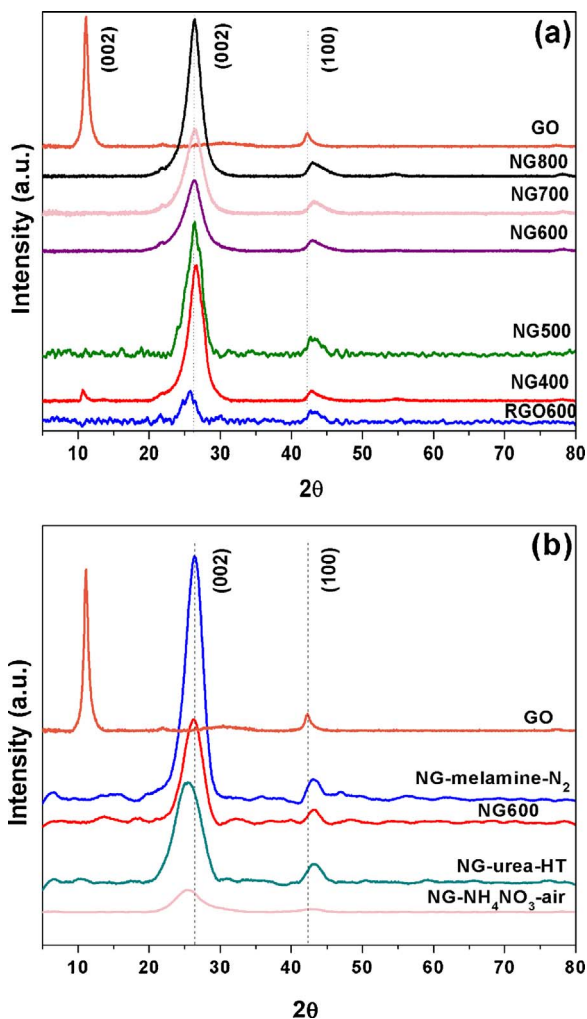 (a)
(002)
(002)
(100)
GO
NG800
NG700
NG600
NG500
NG400
RGO600
Intensity (a.u.)
10 20 30 40 50 60 70 80
2θ
(b)
(002)
(100)
GO
NG-melamine-N₂
NG600
NG-urea-HT
NG-NH₄NO₃-air
Intensity (a.u.)
10 20 30 40 50 60 70 80
2θ